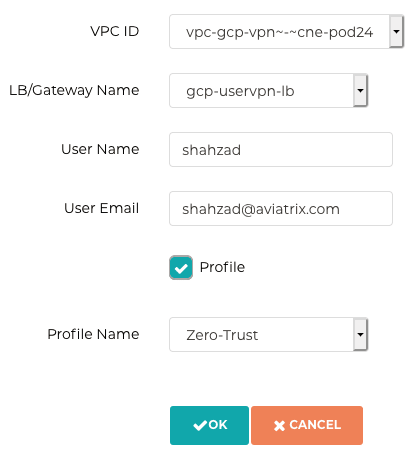 VPC ID vpc-gcp-vpn~-~cne-pod24
LB/Gateway Name gcp-uservpn-lb
User Name shahzad
User Email shahzad@aviatrix.com
Profile
Profile Name Zero-Trust
OK CANCEL